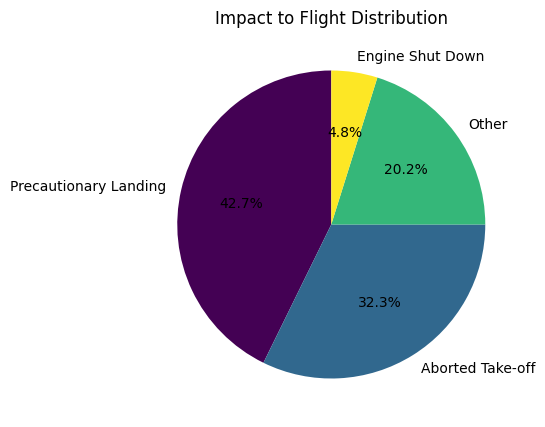 Impact to Flight Distribution
Engine Shut Down
4.8%
Other
20.2%
Precautionary Landing
42.7%
32.3%
Aborted Take-off